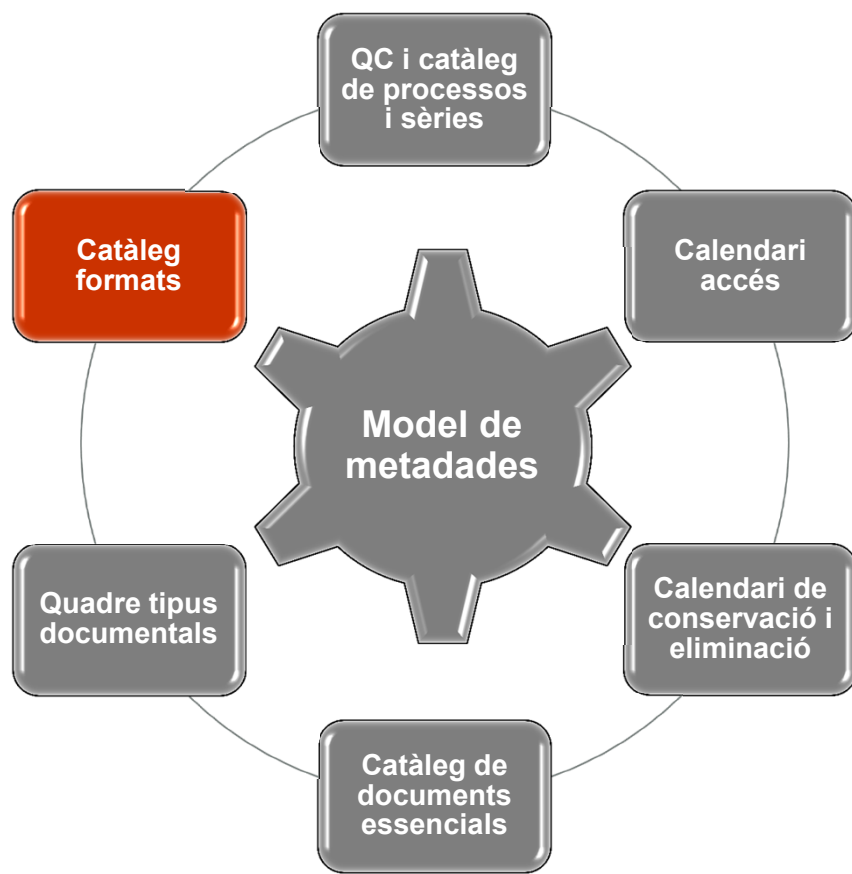 QC i catàleg
de processos
i sèries
Catàleg
formats
Calendari
accés
Model de
metadades
Quadre tipus
documentals
Calendari de
conservació i
eliminació
Catàleg de
documents
essencials